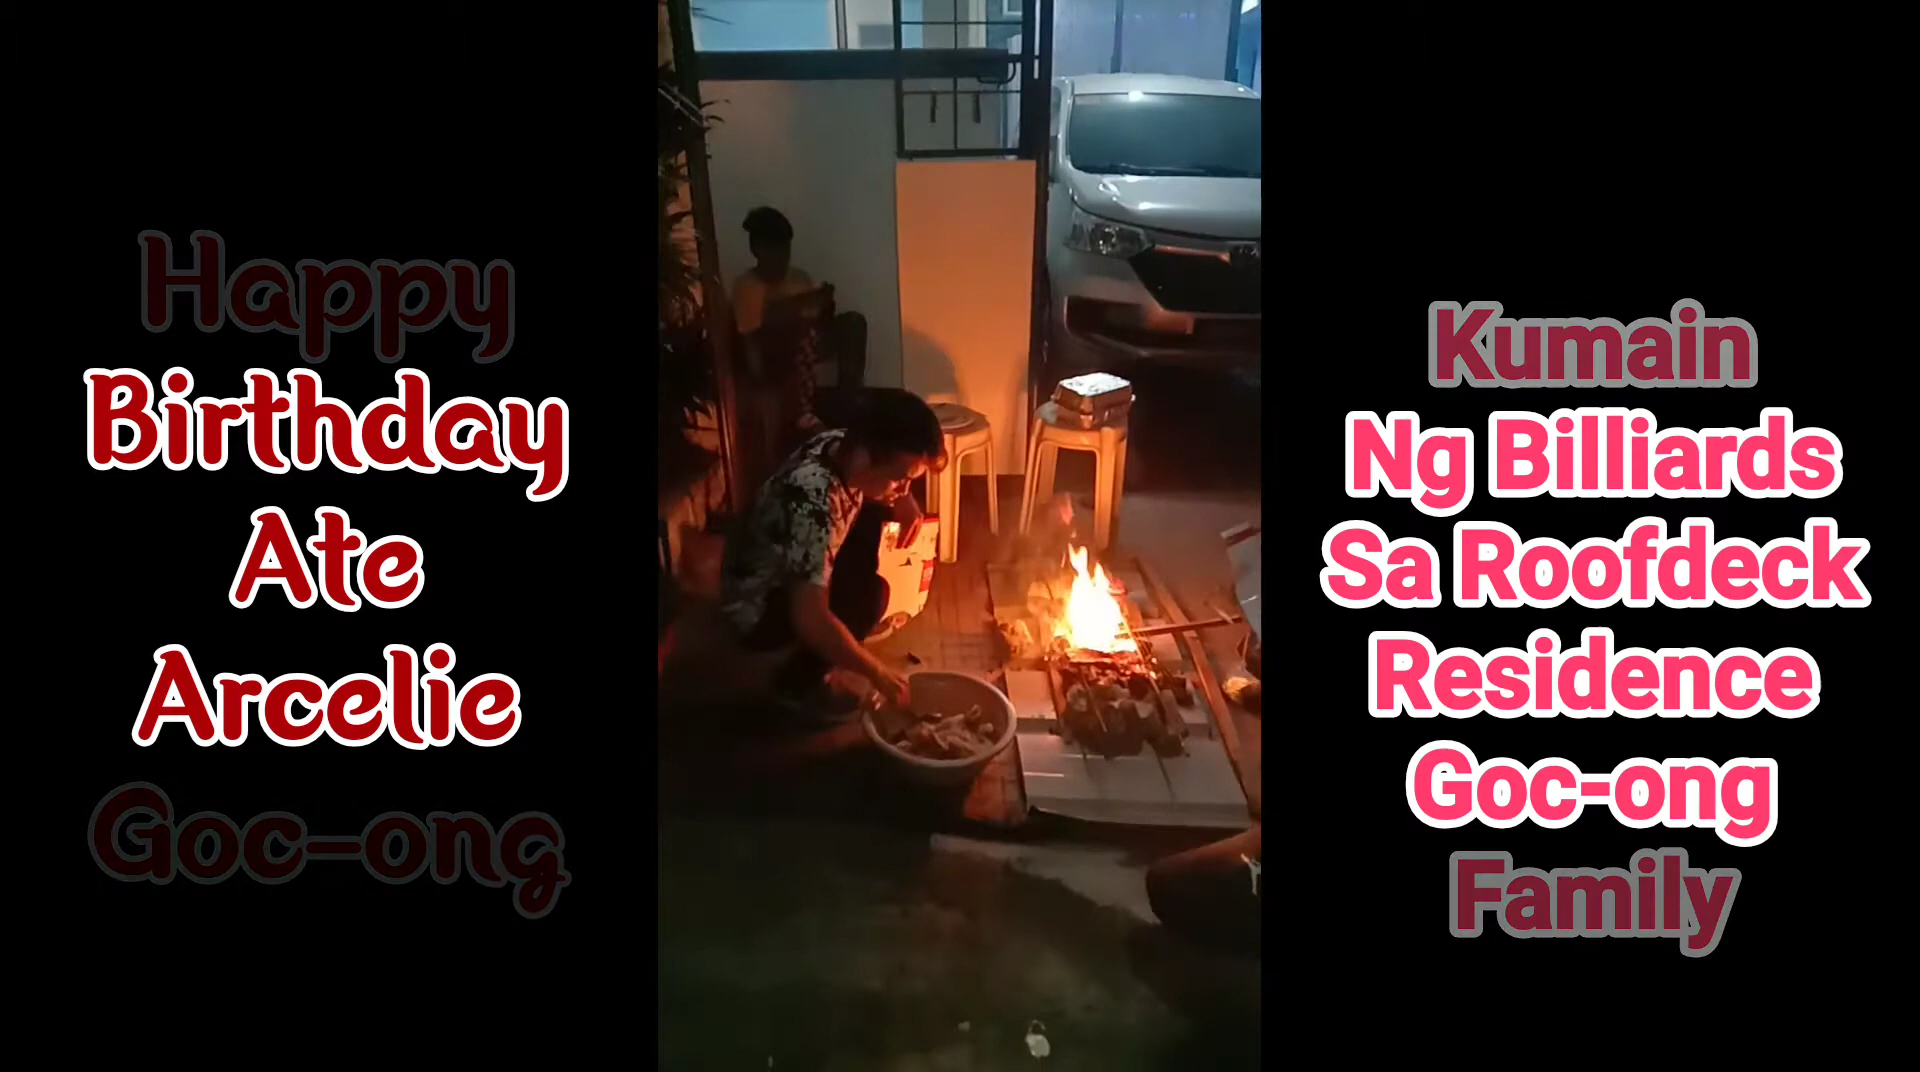 Happy
Birthday
Ate
Arcelie
Goc-ong
Kumain
Ng Billiards
Sa Roofdeck
Residence
Goc-ong
Family